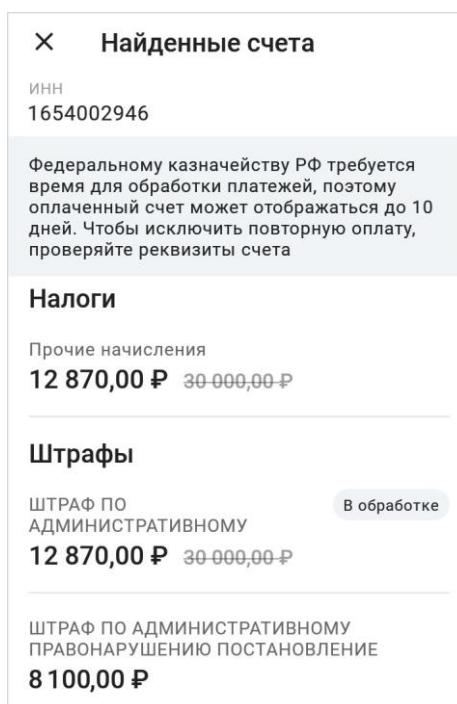 × Найденные счета
ИНН
1654002946
Федеральному казначейству РФ требуется
время для обработки платежей, поэтому
оплаченный счет может отображаться до 10
дней. Чтобы исключить повторную оплату,
проверяйте реквизиты счета
Налоги
Прочие начисления
12 870,00 ₽ 30 000,00 ₽
Штрафы
ШТРАФ ПО В обработке
АДМИНИСТРАТИВНОМУ
12 870,00 ₽ 30 000,00 ₽
ШТРАФ ПО АДМИНИСТРАТИВНОМУ
ПРАВОНАРУШЕНИЮ ПОСТАНОВЛЕНИЕ
8 100,00 ₽